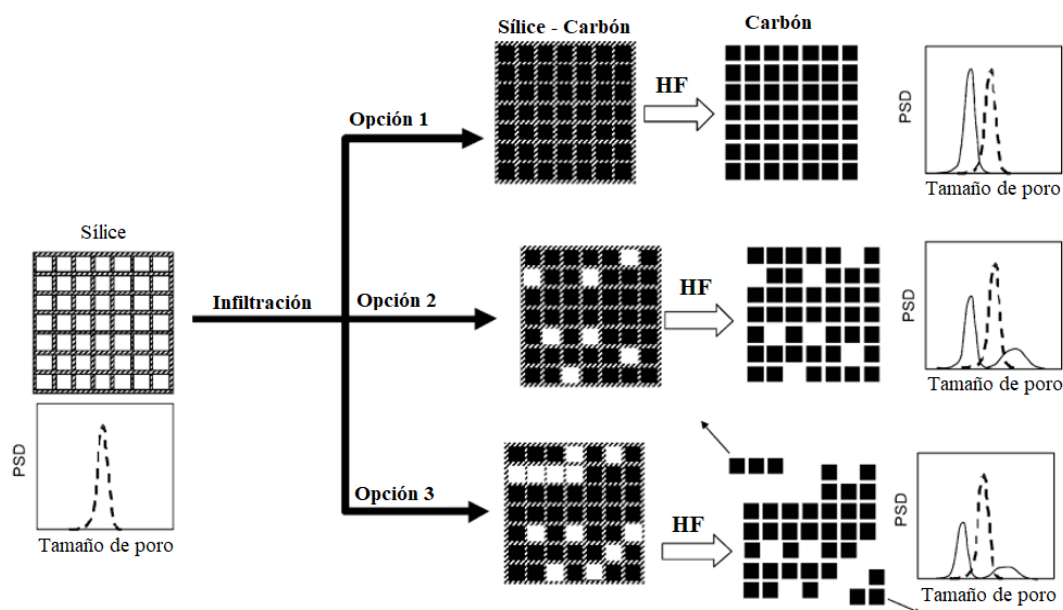 Sílice - Carbón
Carbón
HF
Opción 1
PSD
Tamaño de poro
Sílice
Infiltración
Opción 2
HF
PSD
Tamaño de poro
PSD
Tamaño de poro
Opción 3
HF
PSD
Tamaño de poro